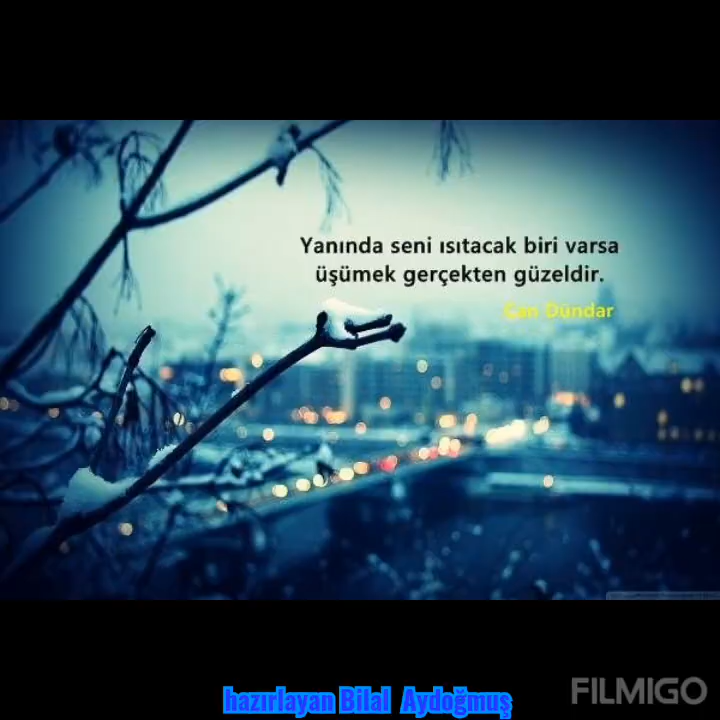 Yanında seni ısıtacak biri varsa
üşümek gerçekten güzeldir.
Can Dündar
hazırlayan Bilal Aydoğmuş
FILMIGO